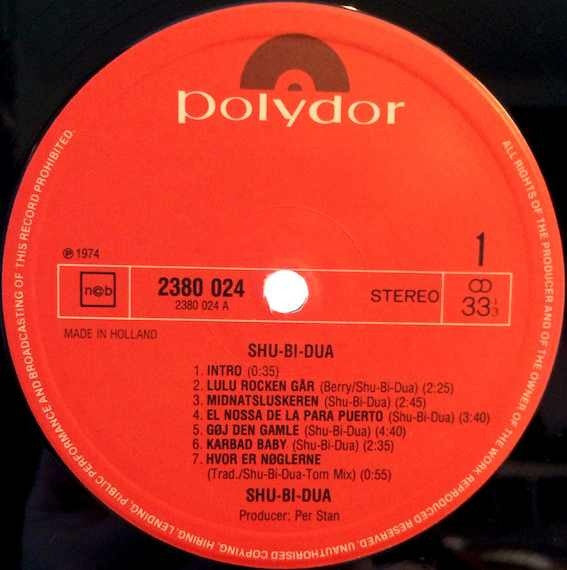 polydor
ALL RIGHTS OF THE PRODUCER AND OF THE OWNER OF THE WORK REPRODUCED RESERVED. UNAUTHORISED COPYING, HIRING, LENDING, PUBLIC PERFORMANCE AND BROADCASTING OF THIS RECORD PROHIBITED.
℗ 1974
1
n©b
2380 024
2380 024 A
STEREO
33 1/3
MADE IN HOLLAND
SHU-BI-DUA
1. INTRO (0:35)
2. LULU ROCKEN GÅR (Berry/Shu-Bi-Dua) (2:25)
3. MIDNATSLUSKEREN (Shu-Bi-Dua) (2:45)
4. EL NOSSA DE LA PARA PUERTO (Shu-Bi-Dua) (3:40)
5. GØJ DEN GAMLE (Shu-Bi-Dua) (4:40)
6. KARBAD BABY (Shu-Bi-Dua) (2:35)
7. HVOR ER NØGLERNE
(Trad./Shu-Bi-Dua-Tom Mix) (0:55)
SHU-BI-DUA
Producer: Per Stan